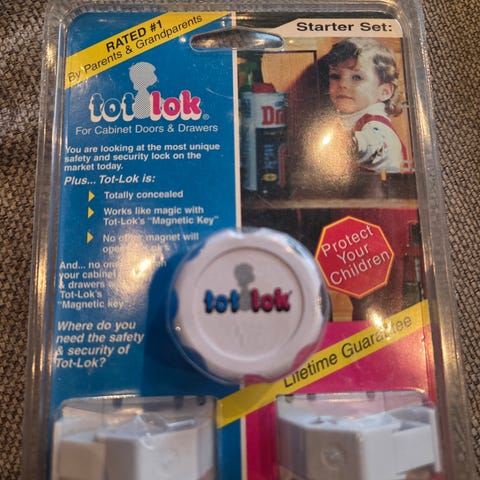 RATED #1
By Parents & Grandparents
Starter Set:
tot lok®
For Cabinet Doors & Drawers
You are looking at the most unique
safety and security lock on the
market today.
Plus... Tot-Lok is:
Totally concealed
Works like magic with
Tot-Lok's "Magnetic Key"
No other magnet will
And... no
your cabinet
& drawers
Tot-Lok's
"Magnetic key
Where do you
need the safety
& security of
Tot-Lok?
tot lok
Protect
Your
Children
Lifetime Guarantee
Dr